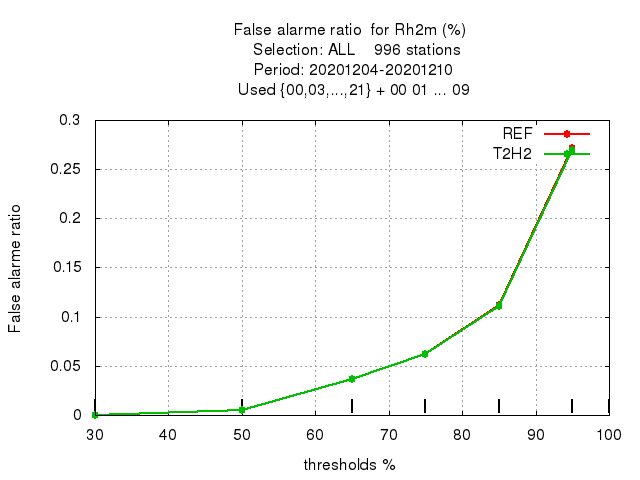 False alarme ratio  for Rh2m (%)
Selection: ALL    996 stations
Period: 20201204-20201210
Used {00,03,...,21} + 00 01 ... 09
0.3
0.25
0.2
0.15
0.1
0.05
0
False alarme ratio
REF
T2H2
30 40 50 60 70 80 90 100
thresholds %